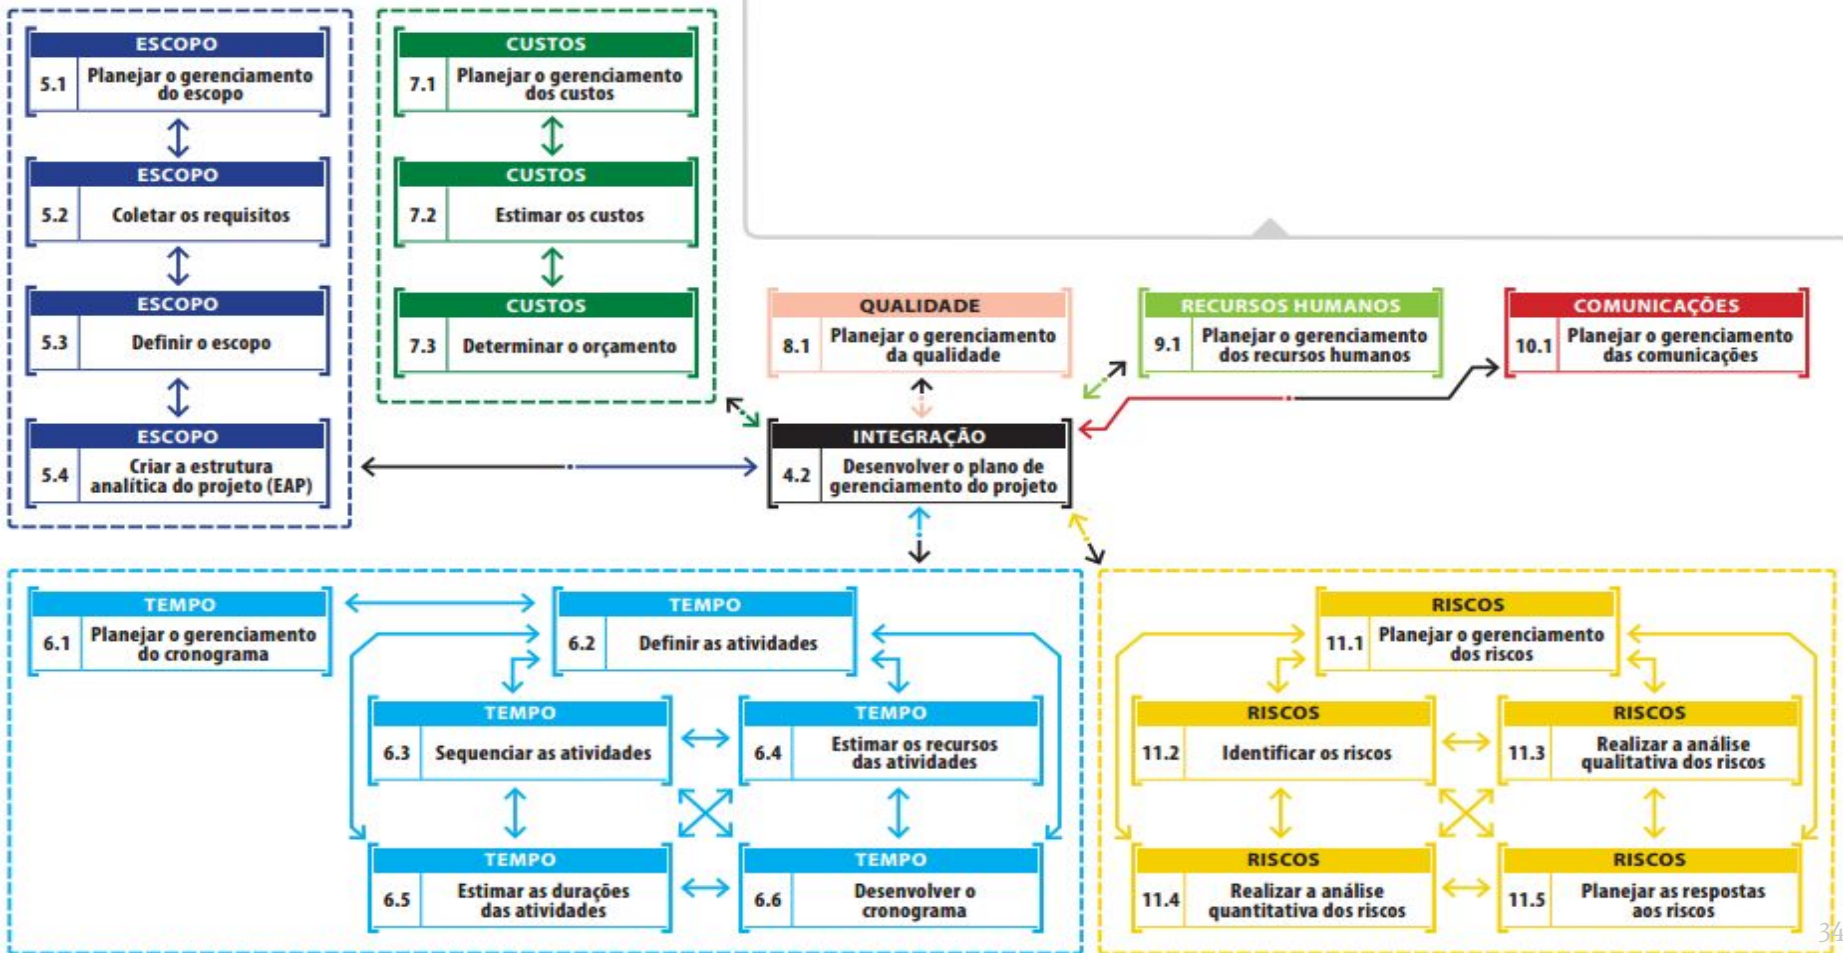 ESCOPO
5.1
Planejar o gerenciamento
do escopo
ESCOPO
5.2
Coletar os requisitos
ESCOPO
5.3
Definir o escopo
ESCOPO
5.4
Criar a estrutura
analítica do projeto (EAP)
CUSTOS
7.1
Planejar o gerenciamento
dos custos
CUSTOS
7.2
Estimar os custos
CUSTOS
7.3
Determinar o orçamento
QUALIDADE
8.1
Planejar o gerenciamento
da qualidade
RECURSOS HUMANOS
9.1
Planejar o gerenciamento
dos recursos humanos
COMUNICAÇÕES
10.1
Planejar o gerenciamento
das comunicações
INTEGRAÇÃO
4.2
Desenvolver o plano de
gerenciamento do projeto
TEMPO
6.1
Planejar o gerenciamento
do cronograma
TEMPO
6.2
Definir as atividades
TEMPO
6.3
Sequenciar as atividades
TEMPO
6.4
Estimar os recursos
das atividades
TEMPO
6.5
Estimar as durações
das atividades
TEMPO
6.6
Desenvolver o
cronograma
RISCOS
11.1
Planejar o gerenciamento
dos riscos
RISCOS
11.2
Identificar os riscos
RISCOS
11.3
Realizar a análise
qualitativa dos riscos
RISCOS
11.4
Realizar a análise
quantitativa dos riscos
RISCOS
11.5
Planejar as respostas
aos riscos
34